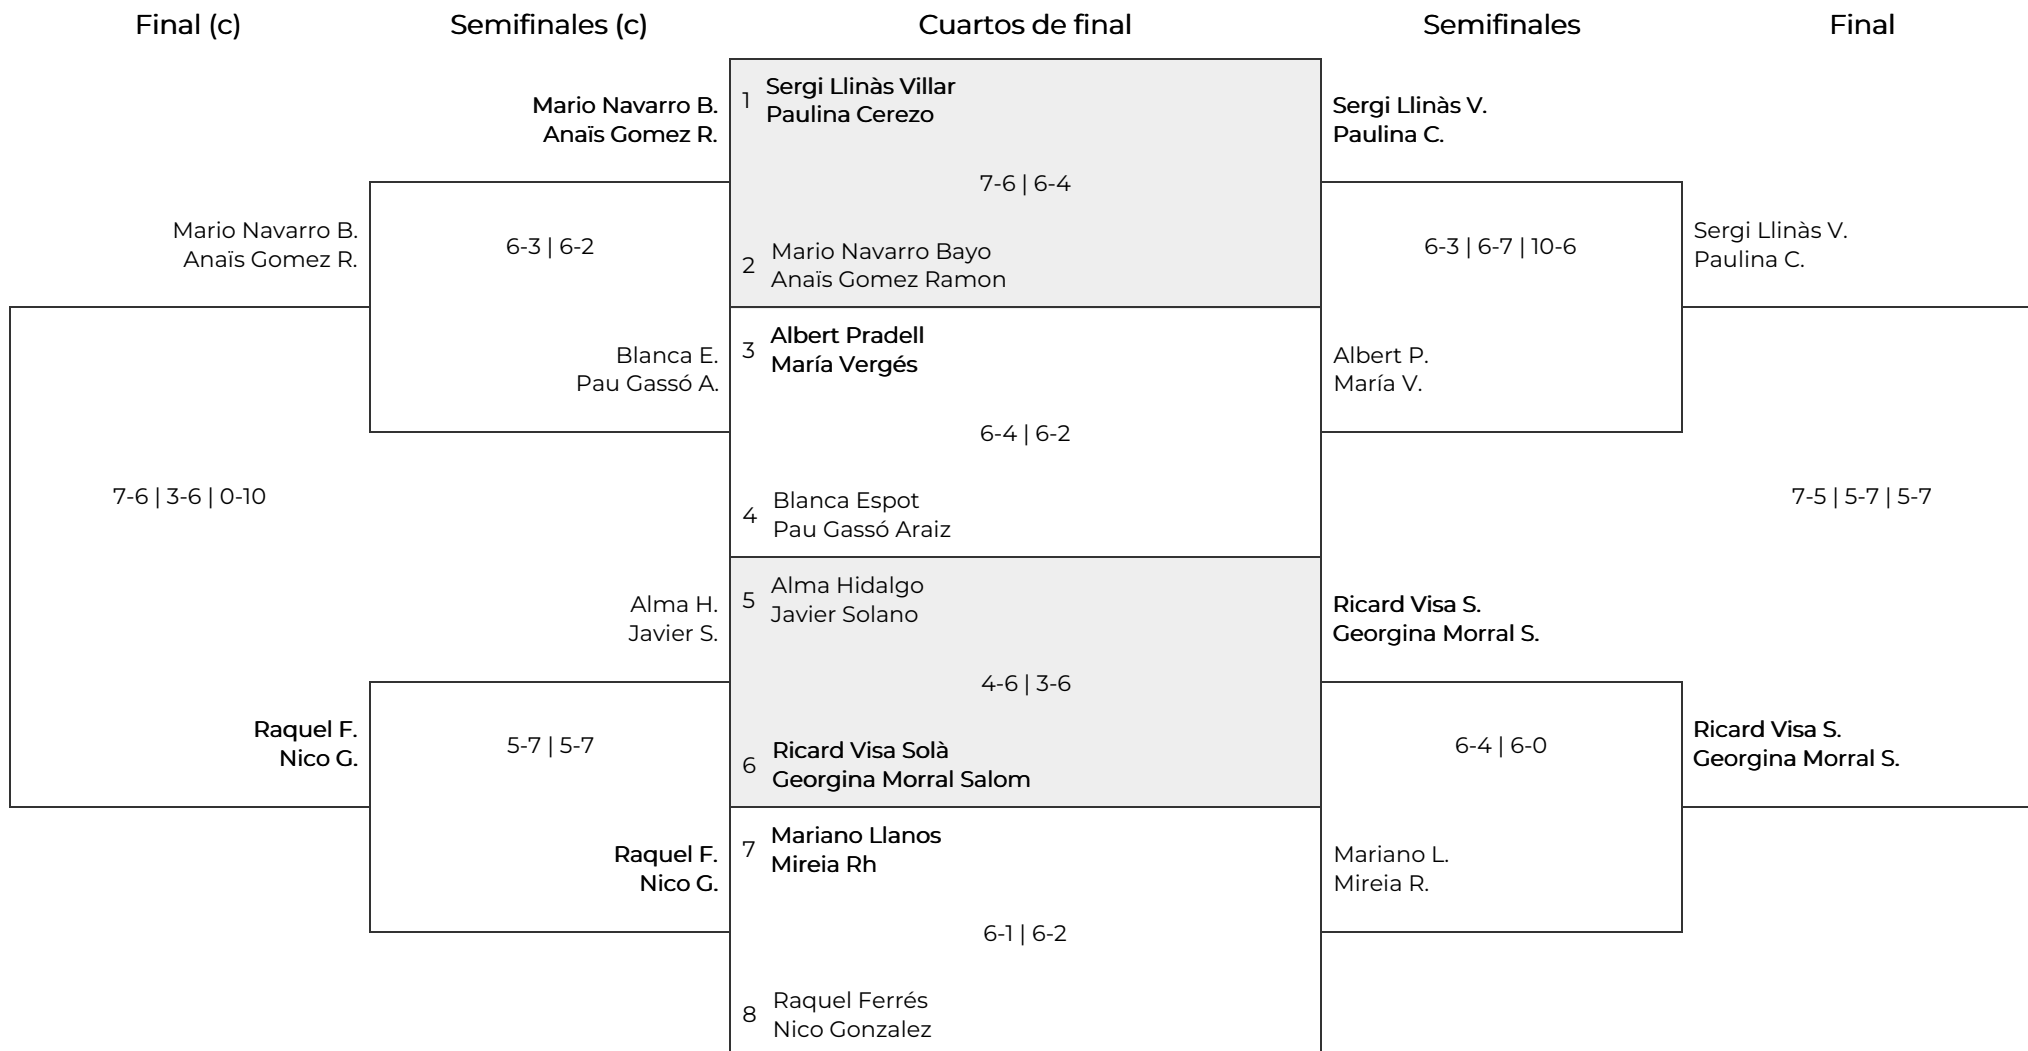 Final (c)
Semifinales (c)
Cuartos de final
Semifinales
Final
Mario Navarro B.
Anaïs Gomez R.
1
Sergi Llinàs Villar
Paulina Cerezo
Sergi Llinàs V.
Paulina C.
7-6 | 6-4
Mario Navarro B.
Anaïs Gomez R.
6-3 | 6-2
2
Mario Navarro Bayo
Anaïs Gomez Ramon
6-3 | 6-7 | 10-6
Sergi Llinàs V.
Paulina C.
Blanca E.
Pau Gassó A.
3
Albert Pradell
María Vergés
Albert P.
María V.
6-4 | 6-2
7-6 | 3-6 | 0-10
4
Blanca Espot
Pau Gassó Araiz
7-5 | 5-7 | 5-7
Alma H.
Javier S.
5
Alma Hidalgo
Javier Solano
Ricard Visa S.
Georgina Morral S.
4-6 | 3-6
Raquel F.
Nico G.
5-7 | 5-7
6
Ricard Visa Solà
Georgina Morral Salom
6-4 | 6-0
Ricard Visa S.
Georgina Morral S.
Raquel F.
Nico G.
7
Mariano Llanos
Mireia Rh
Mariano L.
Mireia R.
6-1 | 6-2
8
Raquel Ferrés
Nico Gonzalez